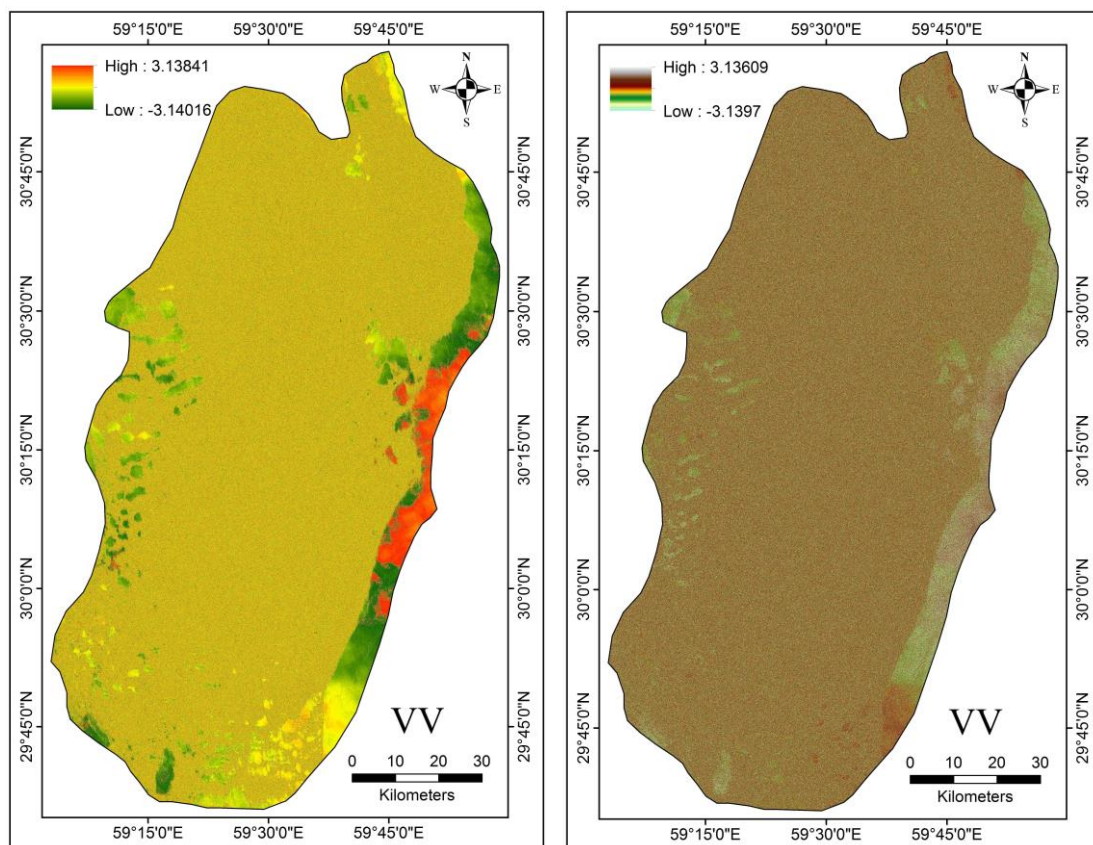 59°15'0"E 59°30'0"E 59°45'0"E
High : 3.13841
Low : -3.14016
N
W E
S
30°45'0"N
30°45'0"N
30°30'0"N
30°30'0"N
30°15'0"N
30°15'0"N
30°0'0"N
30°0'0"N
29°45'0"N
29°45'0"N
VV
0 10 20 30
Kilometers
59°15'0"E 59°30'0"E 59°45'0"E
59°15'0"E 59°30'0"E 59°45'0"E
High : 3.13609
Low : -3.1397
N
W E
S
30°45'0"N
30°45'0"N
30°30'0"N
30°30'0"N
30°15'0"N
30°15'0"N
30°0'0"N
30°0'0"N
29°45'0"N
29°45'0"N
VV
0 10 20 30
Kilometers
59°15'0"E 59°30'0"E 59°45'0"E